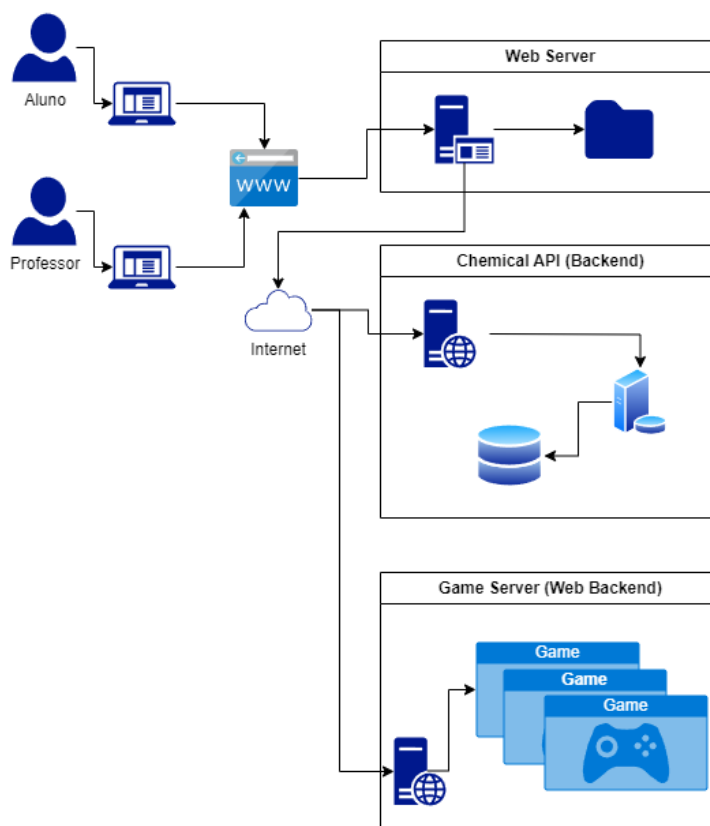 Web Server
Aluno
WWW
Professor
Chemical API (Backend)
Internet
Game Server (Web Backend)
Game
Game
Game